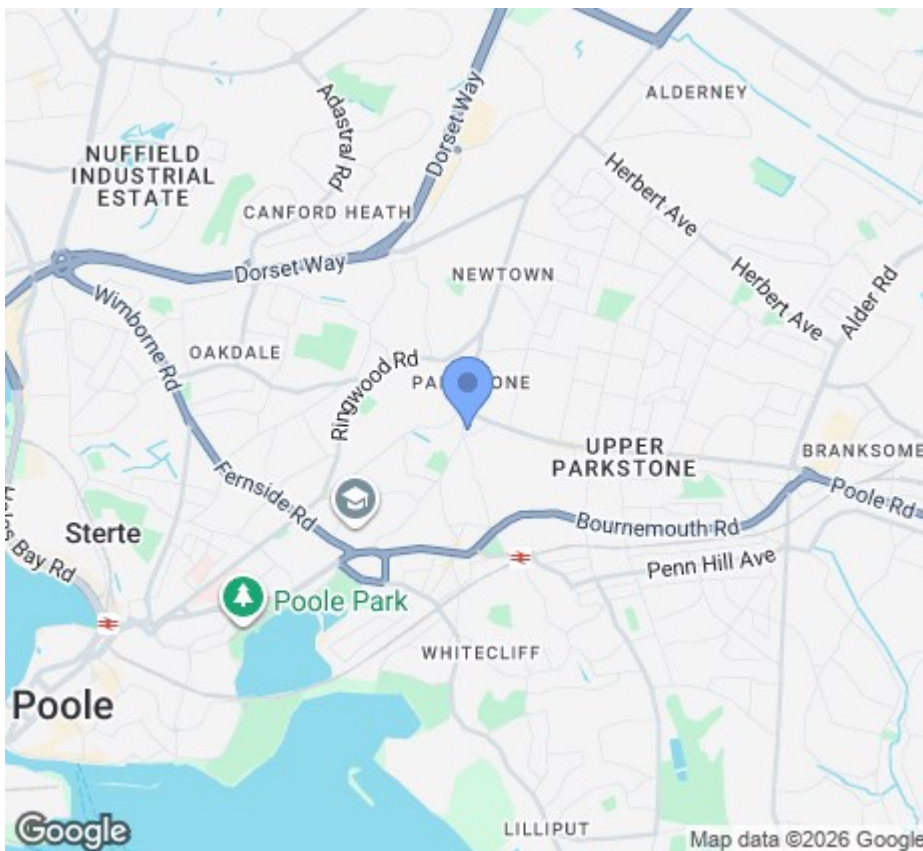 ALDERNEY
Adastral Rd
Dorset Way
NUFFIELD
INDUSTRIAL
ESTATE
Herbert Ave
CANFORD HEATH
Dorset Way
NEWTOWN
Herbert Ave
Alder Rd
Wimborne Rd
OAKDALE
Ringwood Rd
UPPER
PARKSTONE
BRANKSOME
Poole Rd
Fernside Rd
Sterte
Bay Rd
Bournemouth Rd
Penn Hill Ave
Poole Park
WHITECLIFF
Poole
LILLIPUT
Google
Map data ©2026 Google